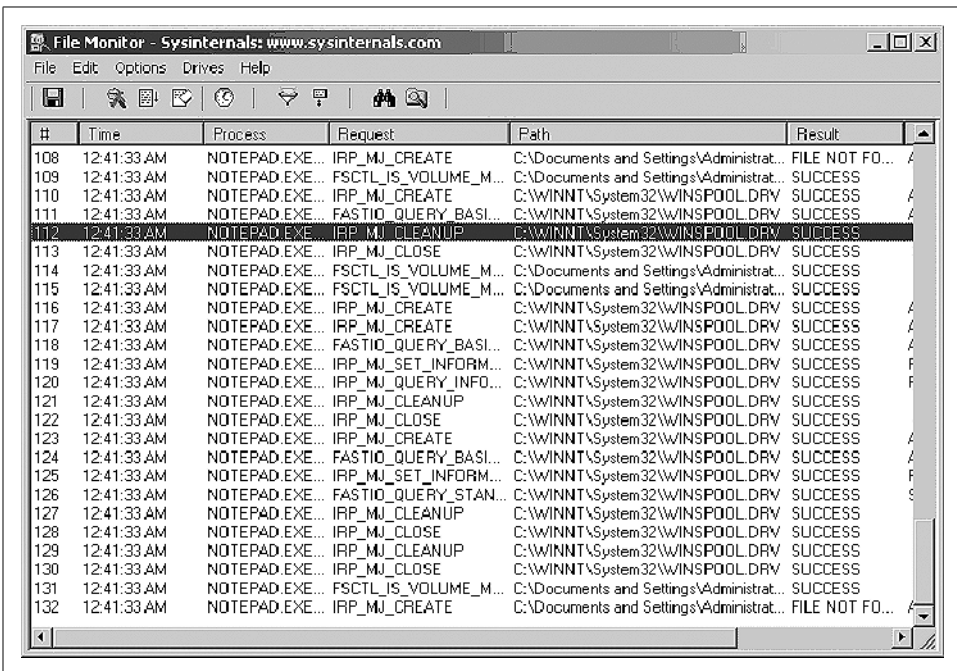 File Monitor - Sysinternals: www.sysinternals.com
File Edit Options Drives Help
# Time Process Request Path Result
108 12:41:33 AM NOTEPAD.EXE... IRP_MJ_CREATE C:\Documents and Settings\Administrat... FILE NOT FO... A
109 12:41:33 AM NOTEPAD.EXE... FSCTL_IS_VOLUME_M... C:\Documents and Settings\Administrat... SUCCESS
110 12:41:33 AM NOTEPAD.EXE... IRP_MJ_CREATE C:\WINNT\System32\WINSPOOL.DRV SUCCESS A
111 12:41:33 AM NOTEPAD.EXE... FASTIO_QUERY_BASI... C:\WINNT\System32\WINSPOOL.DRV SUCCESS A
112 12:41:33 AM NOTEPAD.EXE... IRP_MJ_CLEANUP C:\WINNT\System32\WINSPOOL.DRV SUCCESS
113 12:41:33 AM NOTEPAD.EXE... IRP_MJ_CLOSE C:\WINNT\System32\WINSPOOL.DRV SUCCESS
114 12:41:33 AM NOTEPAD.EXE... FSCTL_IS_VOLUME_M... C:\Documents and Settings\Administrat... SUCCESS
115 12:41:33 AM NOTEPAD.EXE... FSCTL_IS_VOLUME_M... C:\Documents and Settings\Administrat... SUCCESS
116 12:41:33 AM NOTEPAD.EXE... IRP_MJ_CREATE C:\WINNT\System32\WINSPOOL.DRV SUCCESS A
117 12:41:33 AM NOTEPAD.EXE... IRP_MJ_CREATE C:\WINNT\System32\WINSPOOL.DRV SUCCESS A
118 12:41:33 AM NOTEPAD.EXE... FASTIO_QUERY_BASI... C:\WINNT\System32\WINSPOOL.DRV SUCCESS A
119 12:41:33 AM NOTEPAD.EXE... IRP_MJ_SET_INFORM... C:\WINNT\System32\WINSPOOL.DRV SUCCESS F
120 12:41:33 AM NOTEPAD.EXE... IRP_MJ_QUERY_INFO... C:\WINNT\System32\WINSPOOL.DRV SUCCESS F
121 12:41:33 AM NOTEPAD.EXE... IRP_MJ_CLEANUP C:\WINNT\System32\WINSPOOL.DRV SUCCESS
122 12:41:33 AM NOTEPAD.EXE... IRP_MJ_CLOSE C:\WINNT\System32\WINSPOOL.DRV SUCCESS
123 12:41:33 AM NOTEPAD.EXE... IRP_MJ_CREATE C:\WINNT\System32\WINSPOOL.DRV SUCCESS A
124 12:41:33 AM NOTEPAD.EXE... FASTIO_QUERY_BASI... C:\WINNT\System32\WINSPOOL.DRV SUCCESS A
125 12:41:33 AM NOTEPAD.EXE... IRP_MJ_SET_INFORM... C:\WINNT\System32\WINSPOOL.DRV SUCCESS F
126 12:41:33 AM NOTEPAD.EXE... FASTIO_QUERY_STAN... C:\WINNT\System32\WINSPOOL.DRV SUCCESS S
127 12:41:33 AM NOTEPAD.EXE... IRP_MJ_CLEANUP C:\WINNT\System32\WINSPOOL.DRV SUCCESS
128 12:41:33 AM NOTEPAD.EXE... IRP_MJ_CLOSE C:\WINNT\System32\WINSPOOL.DRV SUCCESS
129 12:41:33 AM NOTEPAD.EXE... IRP_MJ_CLEANUP C:\WINNT\System32\WINSPOOL.DRV SUCCESS
130 12:41:33 AM NOTEPAD.EXE... IRP_MJ_CLOSE C:\WINNT\System32\WINSPOOL.DRV SUCCESS
131 12:41:33 AM NOTEPAD.EXE... FSCTL_IS_VOLUME_M... C:\Documents and Settings\Administrat... SUCCESS
132 12:41:33 AM NOTEPAD.EXE... IRP_MJ_CREATE C:\Documents and Settings\Administrat... FILE NOT FO... A